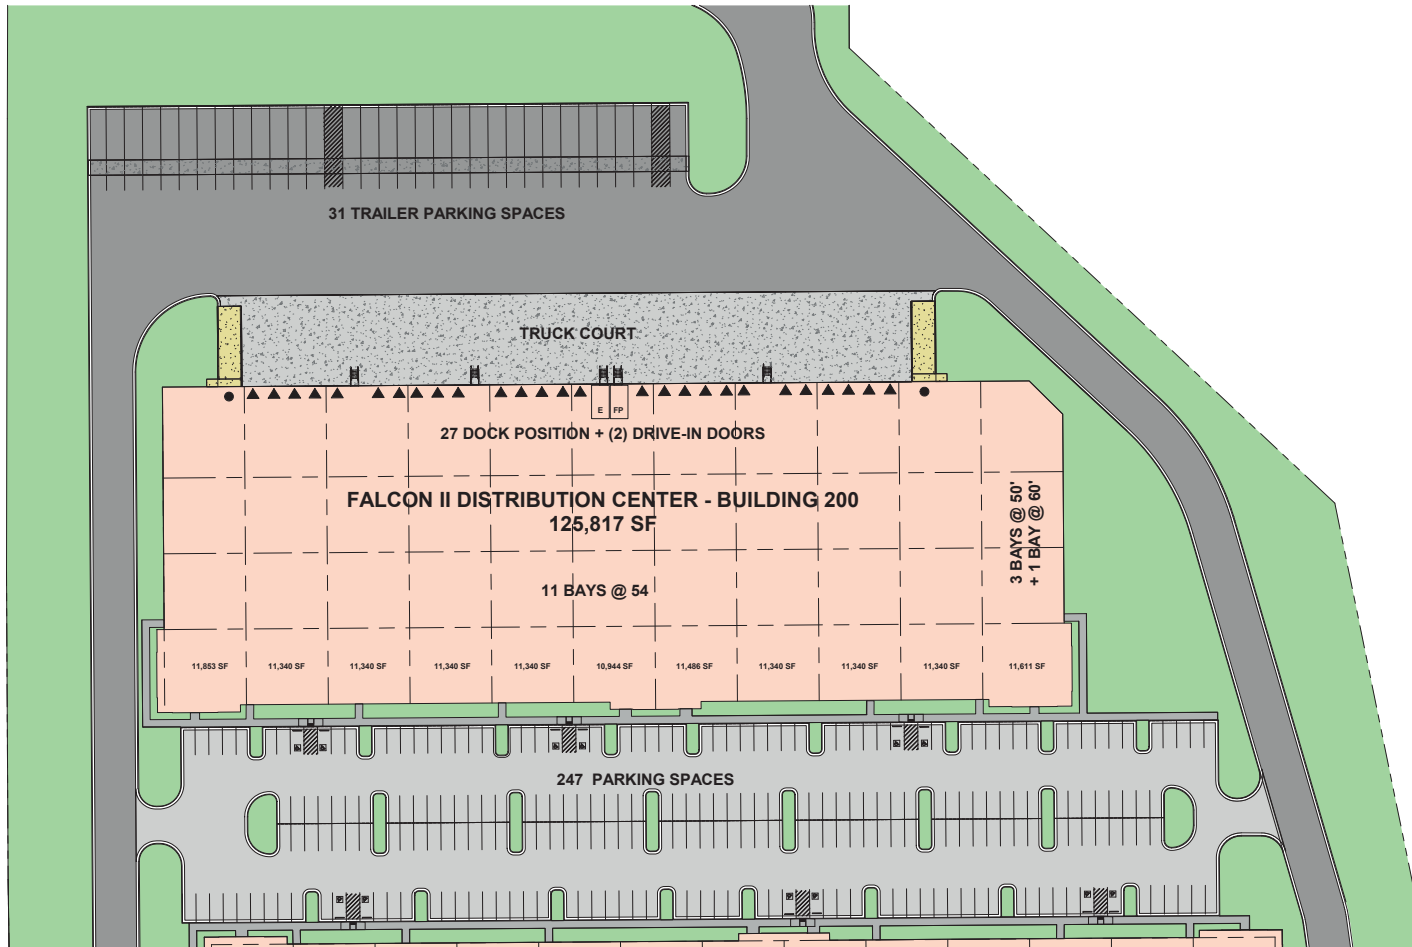 31 TRAILER PARKING SPACES
TRUCK COURT
E FP
27 DOCK POSITION + (2) DRIVE-IN DOORS
FALCON II DISTRIBUTION CENTER - BUILDING 200
125,817 SF
3 BAYS @ 50'
+ 1 BAY @ 60'
11 BAYS @ 54
11,853 SF 11,340 SF 11,340 SF 11,340 SF 11,340 SF 10,944 SF 11,486 SF 11,340 SF 11,340 SF 11,340 SF 11,611 SF
247 PARKING SPACES